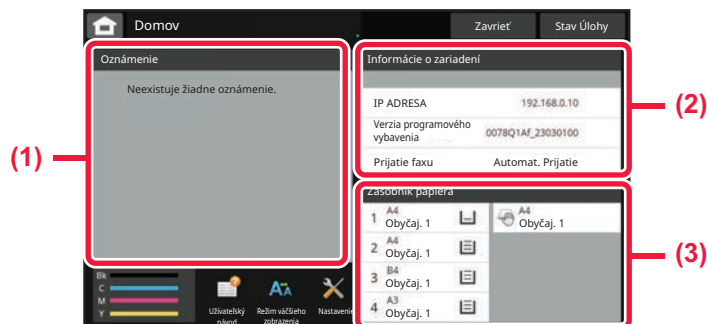 Domov
Zavrieť
Stav Úlohy
Oznámenie
Neexistuje žiadne oznámenie.
(1)
Informácie o zariadení
IP ADRESA 192.168.0.10
Verzia programového
vybavenia
0078Q1Af_23030100
Prijatie faxu Automat. Prijatie
(2)
Zásobník papiera
1 A4
Obyčaj. 1
A4
Obyčaj. 1
2 A4
Obyčaj. 1
3 B4
Obyčaj. 1
4 A3
Obyčaj. 1
(3)
Bk
C
M
Y
Užívateľský
návod
Režim väčšieho
zobrazenia
Nastavenie